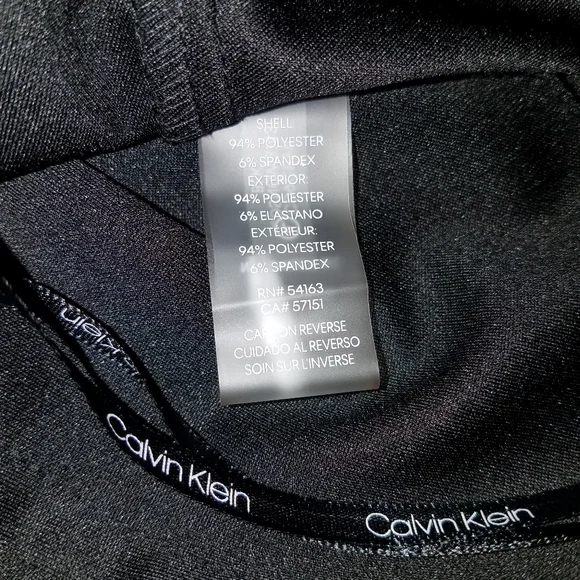 SHELL:
94% POLYESTER
6% SPANDEX
EXTERIOR:
94% POLIESTER
6% ELASTANO
EXTÉRIEUR:
94% POLYESTER
6% SPANDEX
RN# 54163
CA# 57151
CARE ON REVERSE
CUIDADO AL REVERSO
SOIN SUR L'INVERSE
Klein
Calvin Klein
Calvin Klein